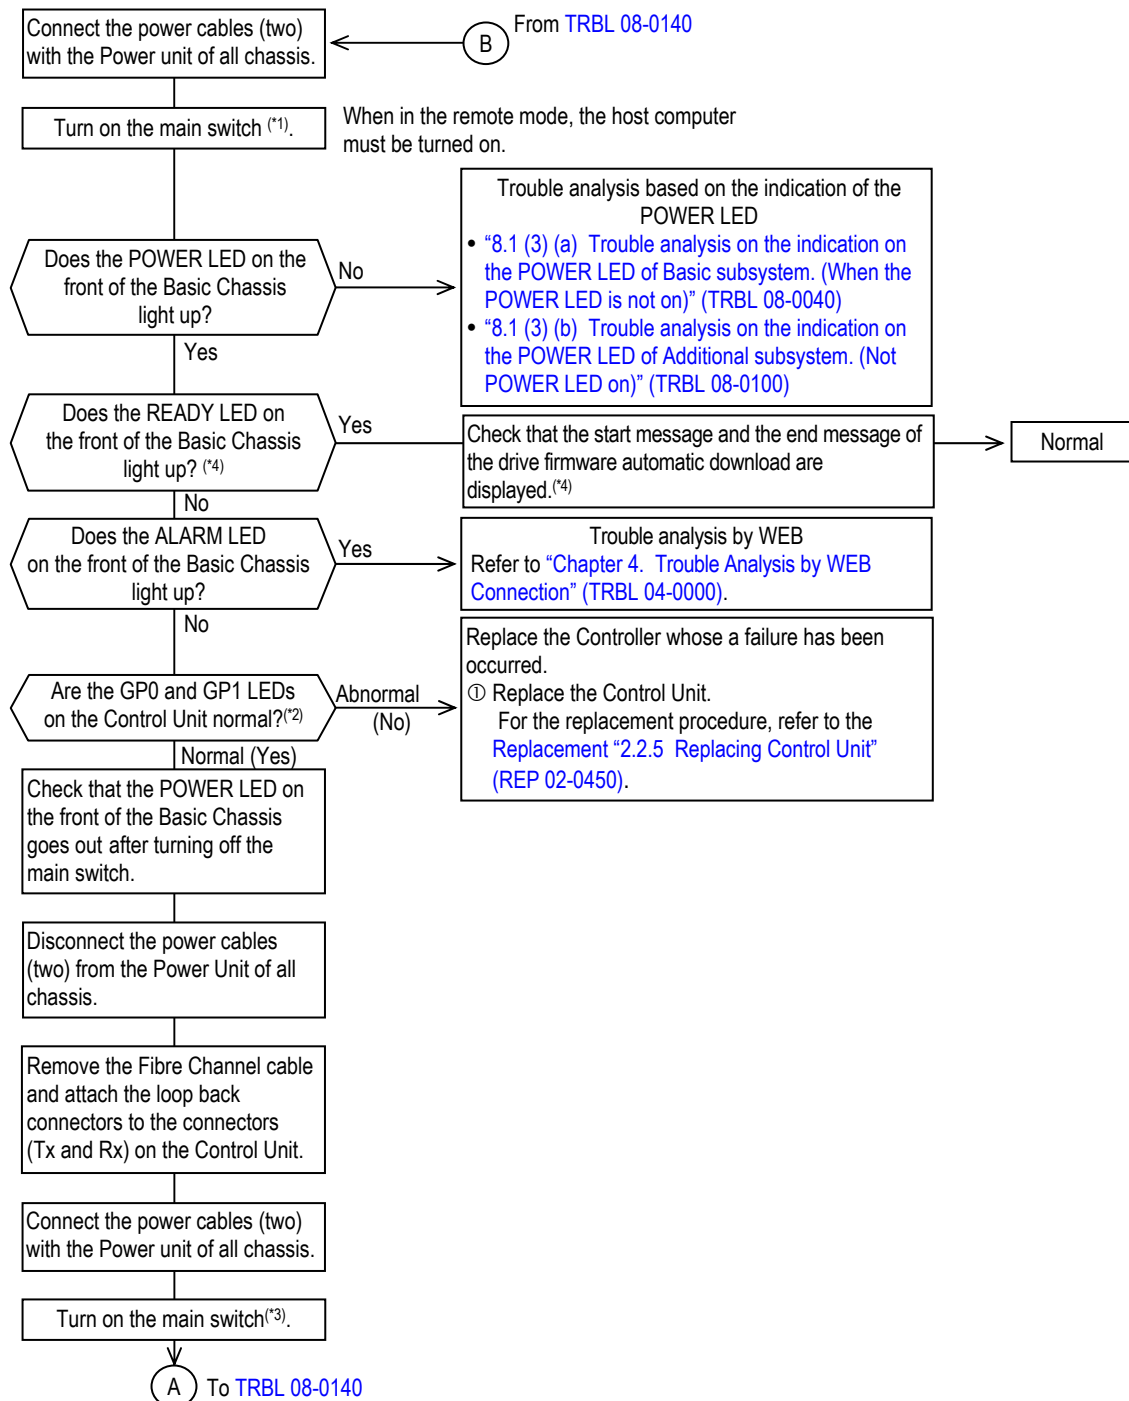 Connect the power cables (two)
with the Power unit of all chassis.
B
From TRBL 08-0140
Turn on the main switch (*1).
When in the remote mode, the host computer
must be turned on.
Does the POWER LED on the
front of the Basic Chassis
light up?
No
Yes
Trouble analysis based on the indication of the
POWER LED
• “8.1 (3) (a) Trouble analysis on the indication on
the POWER LED of Basic subsystem. (When the
POWER LED is not on)” (TRBL 08-0040)
• “8.1 (3) (b) Trouble analysis on the indication on
the POWER LED of Additional subsystem. (Not
POWER LED on)” (TRBL 08-0100)
Does the READY LED on
the front of the Basic Chassis
light up? (*4)
Yes
No
Check that the start message and the end message of
the drive firmware automatic download are
displayed.(*4)
Normal
Does the ALARM LED
on the front of the Basic Chassis
light up?
Yes
No
Trouble analysis by WEB
Refer to “Chapter 4. Trouble Analysis by WEB
Connection” (TRBL 04-0000).
Are the GP0 and GP1 LEDs
on the Control Unit normal?(*2)
Abnormal
(No)
Normal (Yes)
Replace the Controller whose a failure has been
occurred.
① Replace the Control Unit.
For the replacement procedure, refer to the
Replacement “2.2.5 Replacing Control Unit”
(REP 02-0450).
Check that the POWER LED on
the front of the Basic Chassis
goes out after turning off the
main switch.
Disconnect the power cables
(two) from the Power Unit of all
chassis.
Remove the Fibre Channel cable
and attach the loop back
connectors to the connectors
(Tx and Rx) on the Control Unit.
Connect the power cables (two)
with the Power unit of all chassis.
Turn on the main switch(*3).
A
To TRBL 08-0140